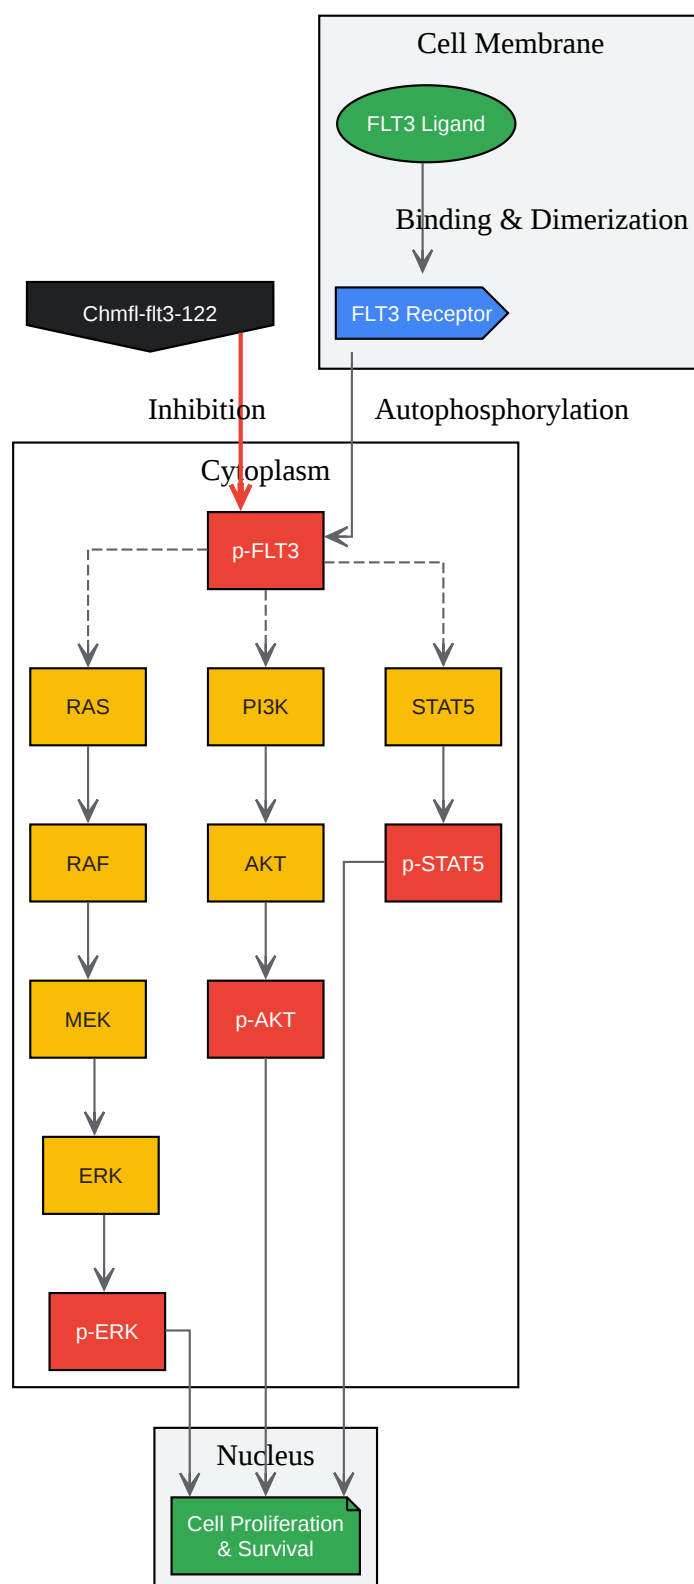 Cell Membrane
FLT3 Ligand
Binding & Dimerization
FLT3 Receptor
Chmfl-flt3-122
Inhibition
Autophosphorylation
Cytoplasm
p-FLT3
RAS
PI3K
STAT5
RAF
AKT
p-STAT5
MEK
p-AKT
ERK
p-ERK
Nucleus
Cell Proliferation
& Survival